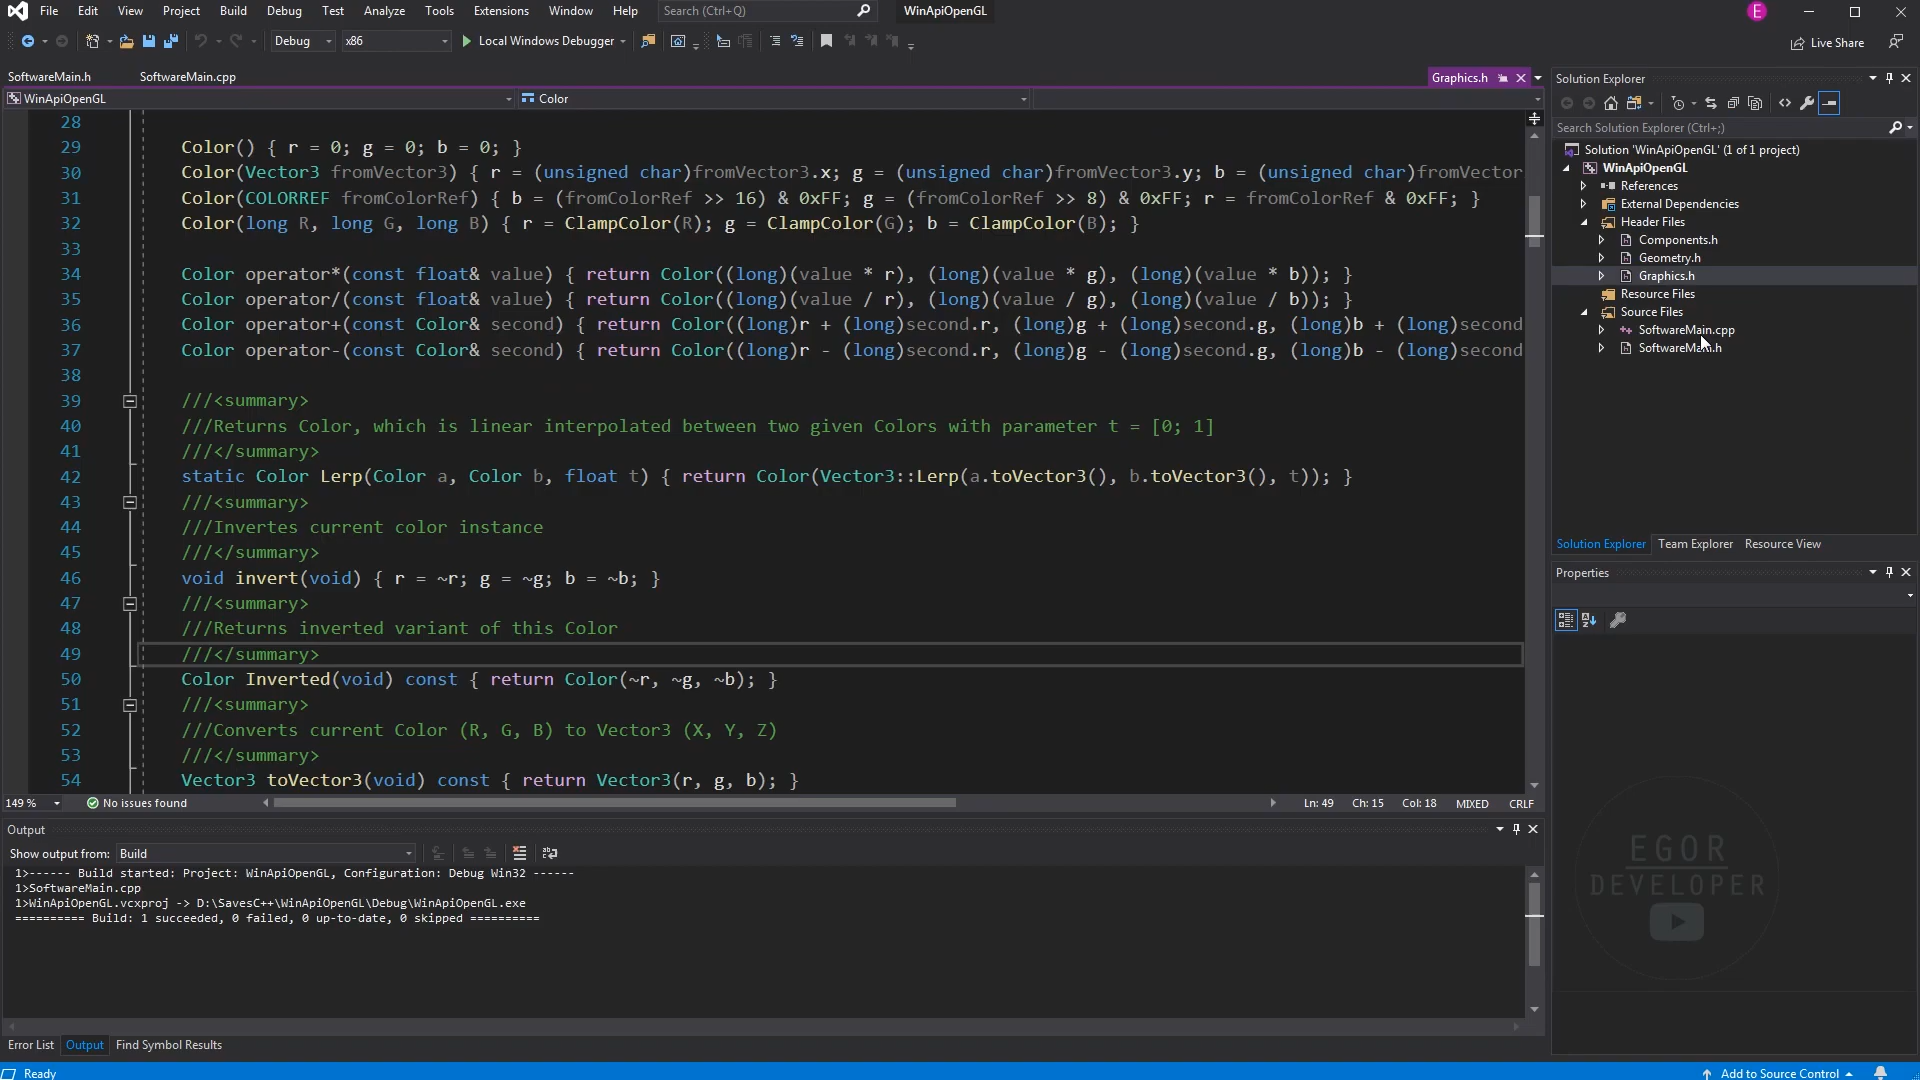 File Edit View Project Build Debug Test Analyze Tools Extensions Window Help Search (Ctrl+Q) WinApiOpenGL E
Debug x86 Local Windows Debugger Live Share
SoftwareMain.h SoftwareMain.cpp Graphics.h
WinApiOpenGL Color
28
29 Color() { r = 0; g = 0; b = 0; }
30 Color(Vector3 fromVector3) { r = (unsigned char)fromVector3.x; g = (unsigned char)fromVector3.y; b = (unsigned char)fromVector
31 Color(COLORREF fromColorRef) { b = (fromColorRef >> 16) & 0xFF; g = (fromColorRef >> 8) & 0xFF; r = fromColorRef & 0xFF; }
32 Color(long R, long G, long B) { r = ClampColor(R); g = ClampColor(G); b = ClampColor(B); }
33
34 Color operator*(const float& value) { return Color((long)(value * r), (long)(value * g), (long)(value * b)); }
35 Color operator/(const float& value) { return Color((long)(value / r), (long)(value / g), (long)(value / b)); }
36 Color operator+(const Color& second) { return Color((long)r + (long)second.r, (long)g + (long)second.g, (long)b + (long)second
37 Color operator-(const Color& second) { return Color((long)r - (long)second.r, (long)g - (long)second.g, (long)b - (long)second
38
39 ///<summary>
40 ///Returns Color, which is linear interpolated between two given Colors with parameter t = [0; 1]
41 ///</summary>
42 static Color Lerp(Color a, Color b, float t) { return Color(Vector3::Lerp(a.toVector3(), b.toVector3(), t)); }
43 ///<summary>
44 ///Invertes current color instance
45 ///</summary>
46 void invert(void) { r = ~r; g = ~g; b = ~b; }
47 ///<summary>
48 ///Returns inverted variant of this Color
49 ///</summary>
50 Color Inverted(void) const { return Color(~r, ~g, ~b); }
51 ///<summary>
52 ///Converts current Color (R, G, B) to Vector3 (X, Y, Z)
53 ///</summary>
54 Vector3 toVector3(void) const { return Vector3(r, g, b); }
149 % No issues found Ln: 49 Ch: 15 Col: 18 MIXED CRLF
Output
Show output from: Build
1>------ Build started: Project: WinApiOpenGL, Configuration: Debug Win32 ------
1>SoftwareMain.cpp
1>WinApiOpenGL.vcxproj -> D:\SavesC++\WinApiOpenGL\Debug\WinApiOpenGL.exe
========== Build: 1 succeeded, 0 failed, 0 up-to-date, 0 skipped ==========
Error List Output Find Symbol Results
Ready Add to Source Control
Solution Explorer
Search Solution Explorer (Ctrl+;)
Solution 'WinApiOpenGL' (1 of 1 project)
WinApiOpenGL
References
External Dependencies
Header Files
Components.h
Geometry.h
Graphics.h
Resource Files
Source Files
SoftwareMain.cpp
SoftwareMain.h
Solution Explorer Team Explorer Resource View
Properties
EGOR
DEVELOPER